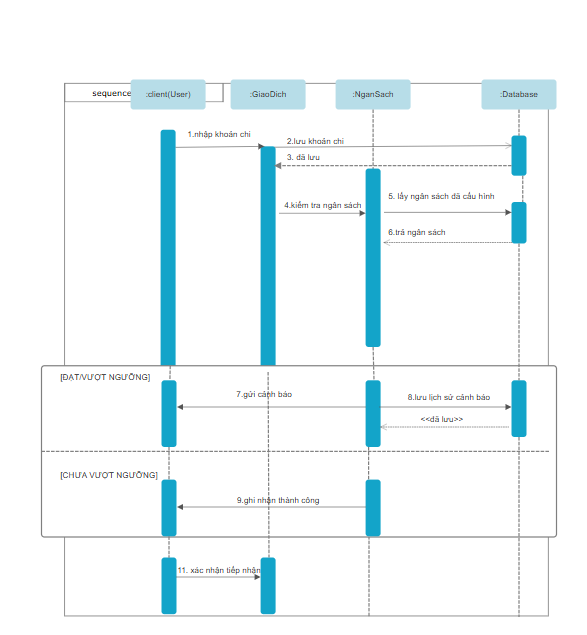 sequence
:client(User)
:GiaoDich
:NganSach
:Database
1.nhập khoản chi
2.lưu khoản chi
3. đã lưu
4.kiểm tra ngân sách
5. lấy ngân sách đã cấu hình
6.trả ngân sách
[ĐẠT/VƯỢT NGƯỠNG]
7.gửi cảnh báo
8.lưu lịch sử cảnh báo
<<đã lưu>>
[CHƯA VƯỢT NGƯỠNG]
9.ghi nhận thành công
11. xác nhận tiếp nhận